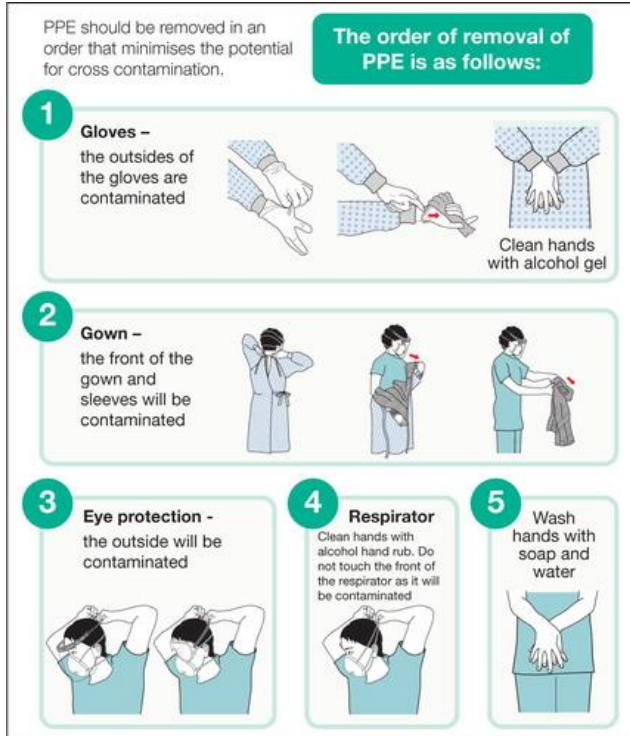 PPE should be removed in an
order that minimises the potential
for cross contamination.
The order of removal of
PPE is as follows:
1
Gloves –
the outsides of
the gloves are
contaminated
Clean hands
with alcohol gel
2
Gown –
the front of the
gown and
sleeves will be
contaminated
3
Eye protection -
the outside will be
contaminated
4
Respirator
Clean hands with
alcohol hand rub. Do
not touch the front of
the respirator as it will
be contaminated
5
Wash
hands with
soap and
water